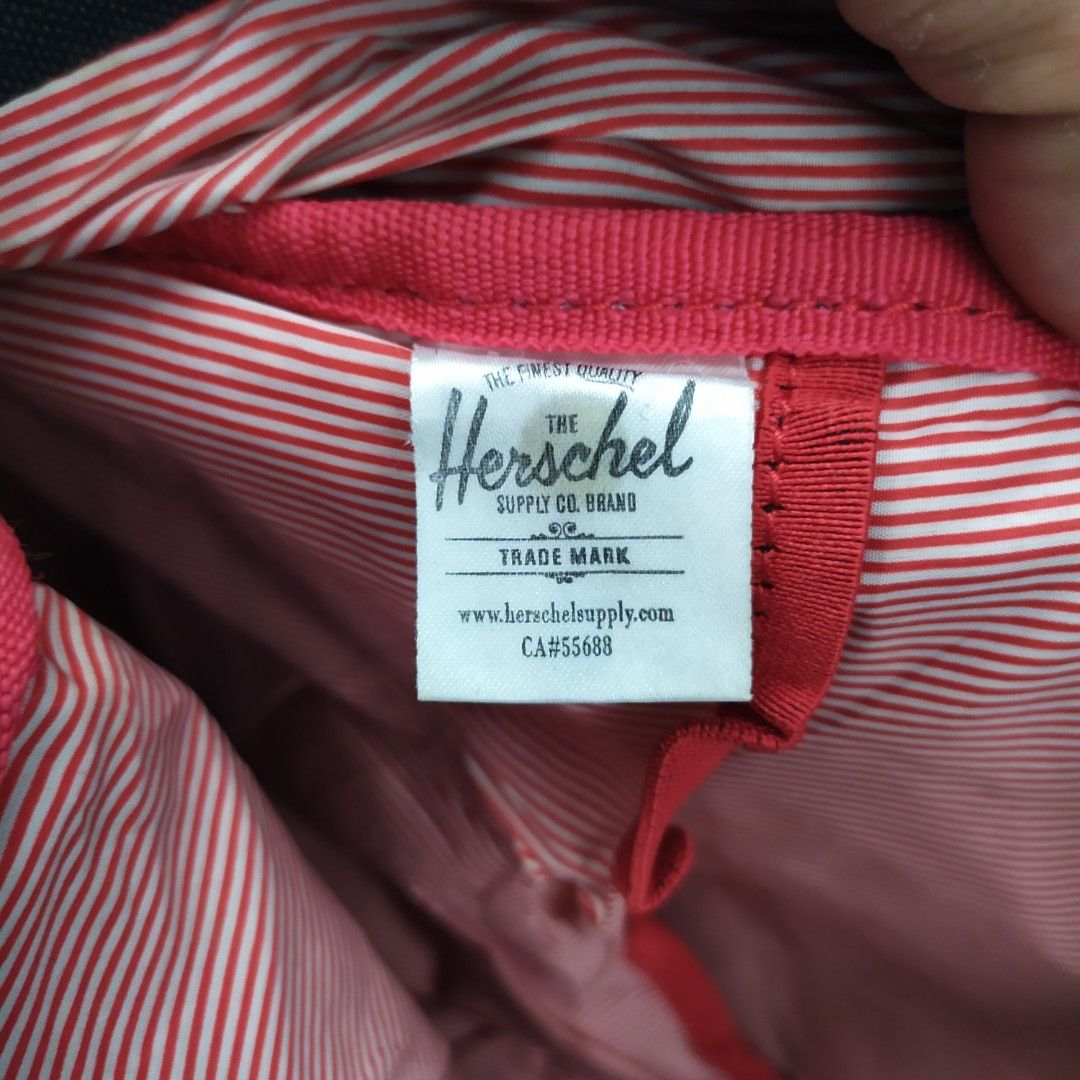 THE FINEST QUALITY
THE
Herschel
SUPPLY CO. BRAND
TRADE MARK
www.herschelsupply.com
CA#55688